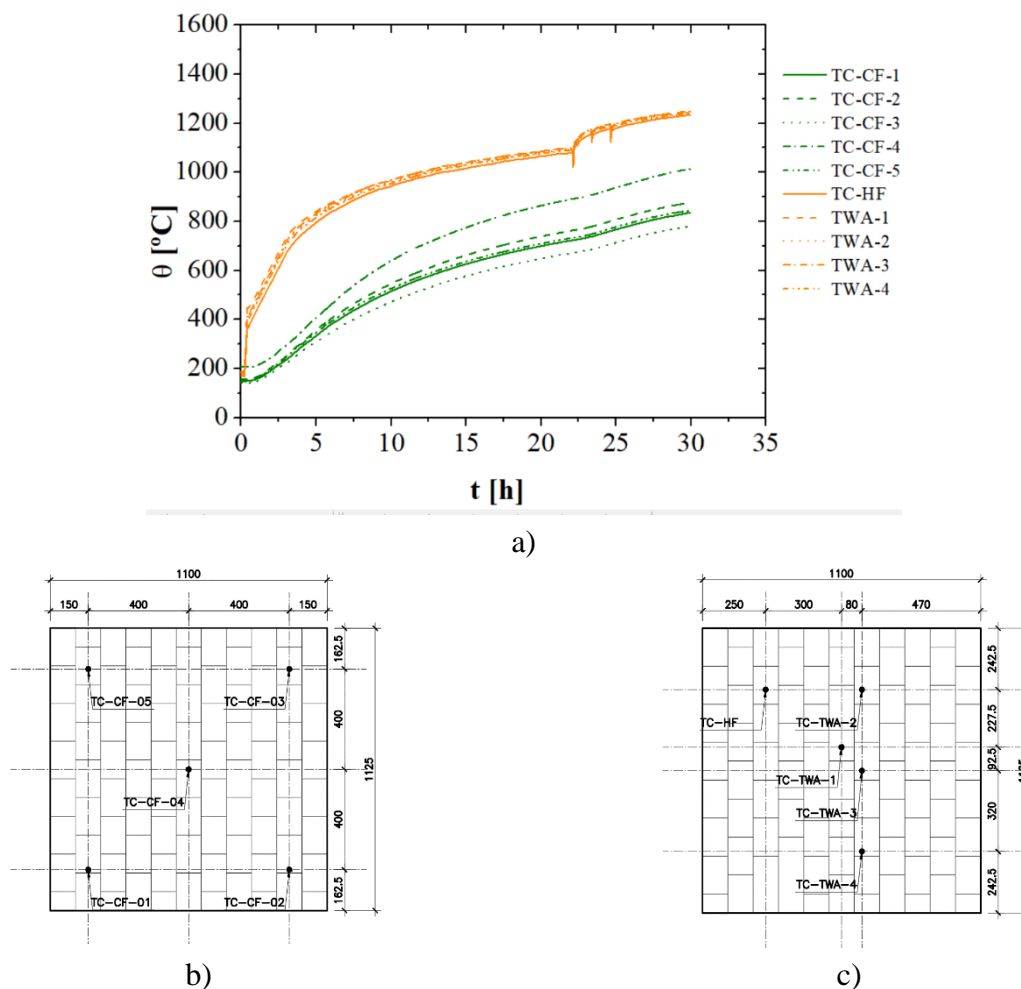 1600
1400
1200
1000
800
600
400
200
0
θ [ºC]
0 5 10 15 20 25 30 35
t [h]
TC-CF-1
TC-CF-2
TC-CF-3
TC-CF-4
TC-CF-5
TC-HF
TWA-1
TWA-2
TWA-3
TWA-4
a)
1100
150 400 400 150
162.5
400
400
162.5
1125
TC-CF-05
TC-CF-03
TC-CF-04
TC-CF-01
TC-CF-02
b)
1100
250 300 80 470
242.5
227.5
92.5
320
242.5
TC-HF
TC-TWA-2
TC-TWA-1
TC-TWA-3
TC-TWA-4
c)